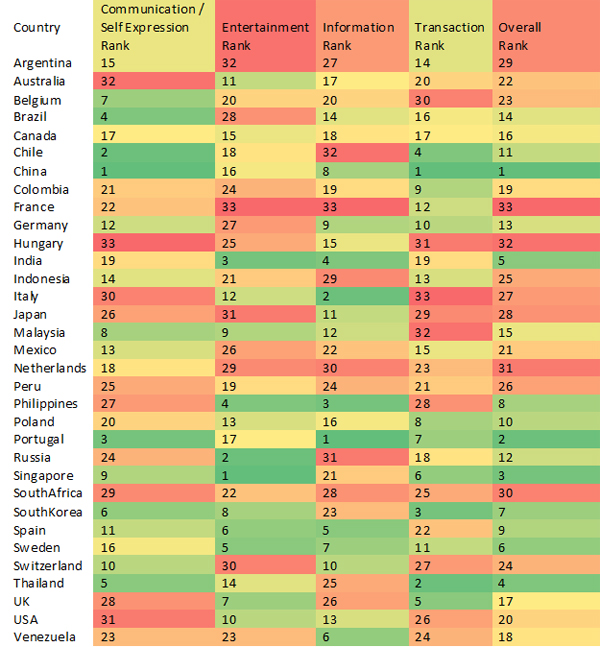 Country Communication / Self Expression Rank Entertainment Rank Information Rank Transaction Rank Overall Rank
Argentina 15 32 27 14 29
Australia 32 11 17 20 22
Belgium 7 20 20 30 23
Brazil 4 28 14 16 14
Canada 17 15 18 17 16
Chile 2 18 32 4 11
China 1 16 8 1 1
Colombia 21 24 19 9 19
France 22 33 33 12 33
Germany 12 27 9 10 13
Hungary 33 25 15 31 32
India 19 3 4 19 5
Indonesia 14 21 29 13 25
Italy 30 12 2 33 27
Japan 26 31 11 29 28
Malaysia 8 9 12 32 15
Mexico 13 26 22 15 21
Netherlands 18 29 30 23 31
Peru 25 19 24 21 26
Philippines 27 4 3 28 8
Poland 20 13 16 8 10
Portugal 3 17 1 7 2
Russia 24 2 31 18 12
Singapore 9 1 21 6 3
SouthAfrica 29 22 28 25 30
SouthKorea 6 8 23 3 7
Spain 11 6 5 22 9
Sweden 16 5 7 11 6
Switzerland 10 30 10 27 24
Thailand 5 14 25 2 4
UK 28 7 26 5 17
USA 31 10 13 26 20
Venezuela 23 23 6 24 18